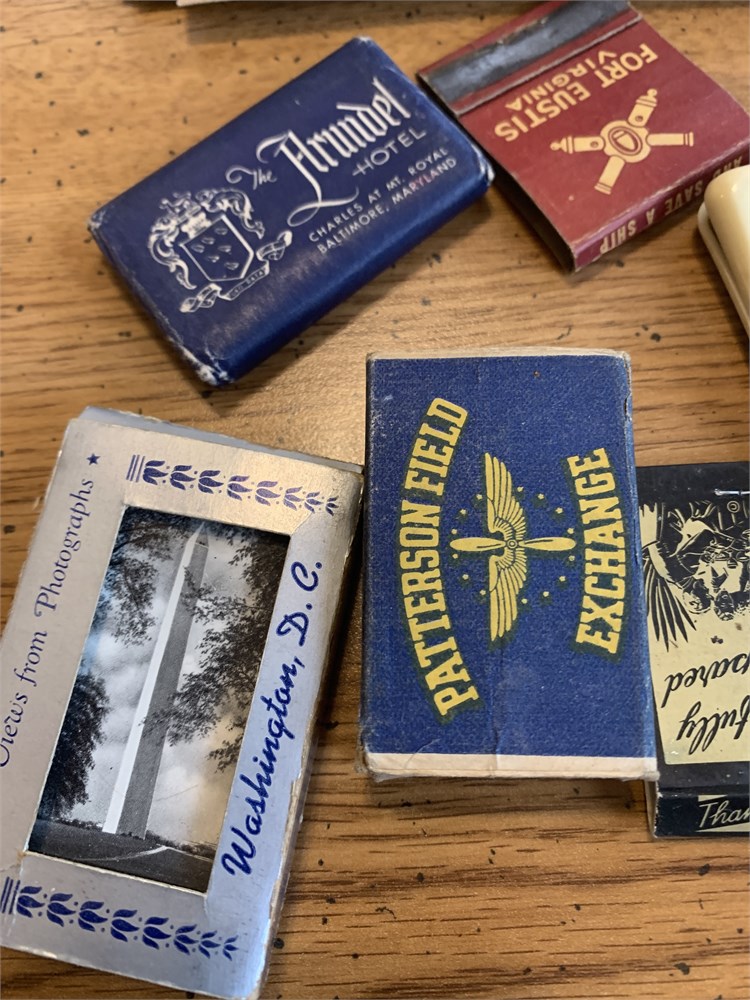 The Arundel
HOTEL
CHARLES AT MT. ROYAL
BALTIMORE, MARYLAND
FORT EUSTIS
VIRGINIA
AND SAVE A SHIP
Views from Photographs ★
Washington, D. C.
PATTERSON FIELD
EXCHANGE
©